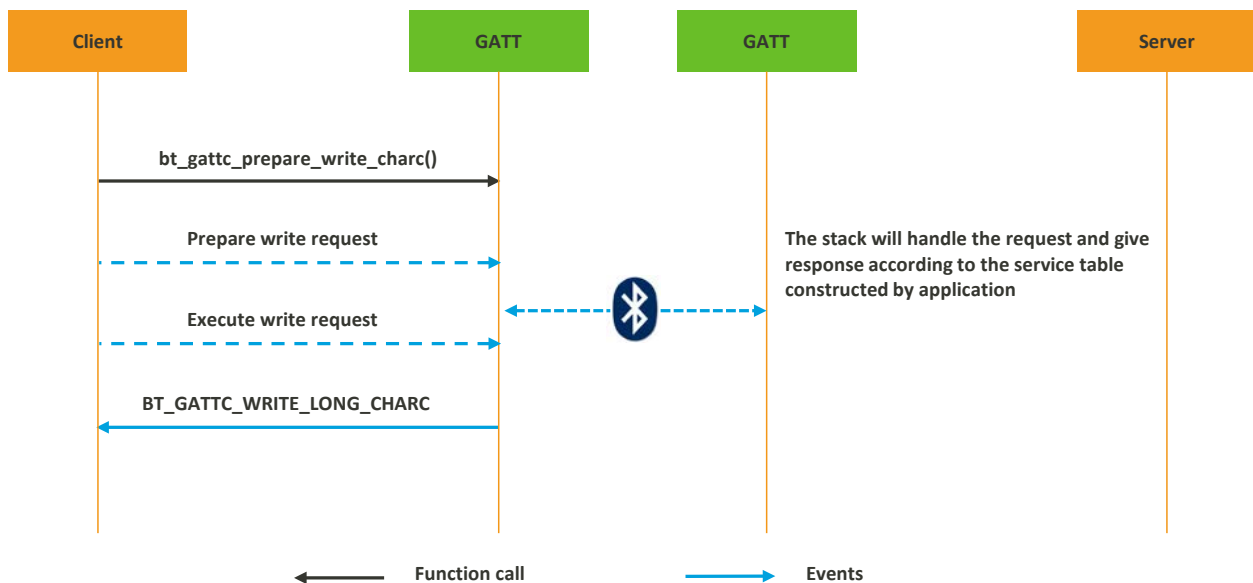 Client
GATT
GATT
Server
bt_gattc_prepare_write_charc()
Prepare write request
The stack will handle the request and give
response according to the service table
constructed by application
Execute write request
BT_GATTC_WRITE_LONG_CHARC
Function call
Events